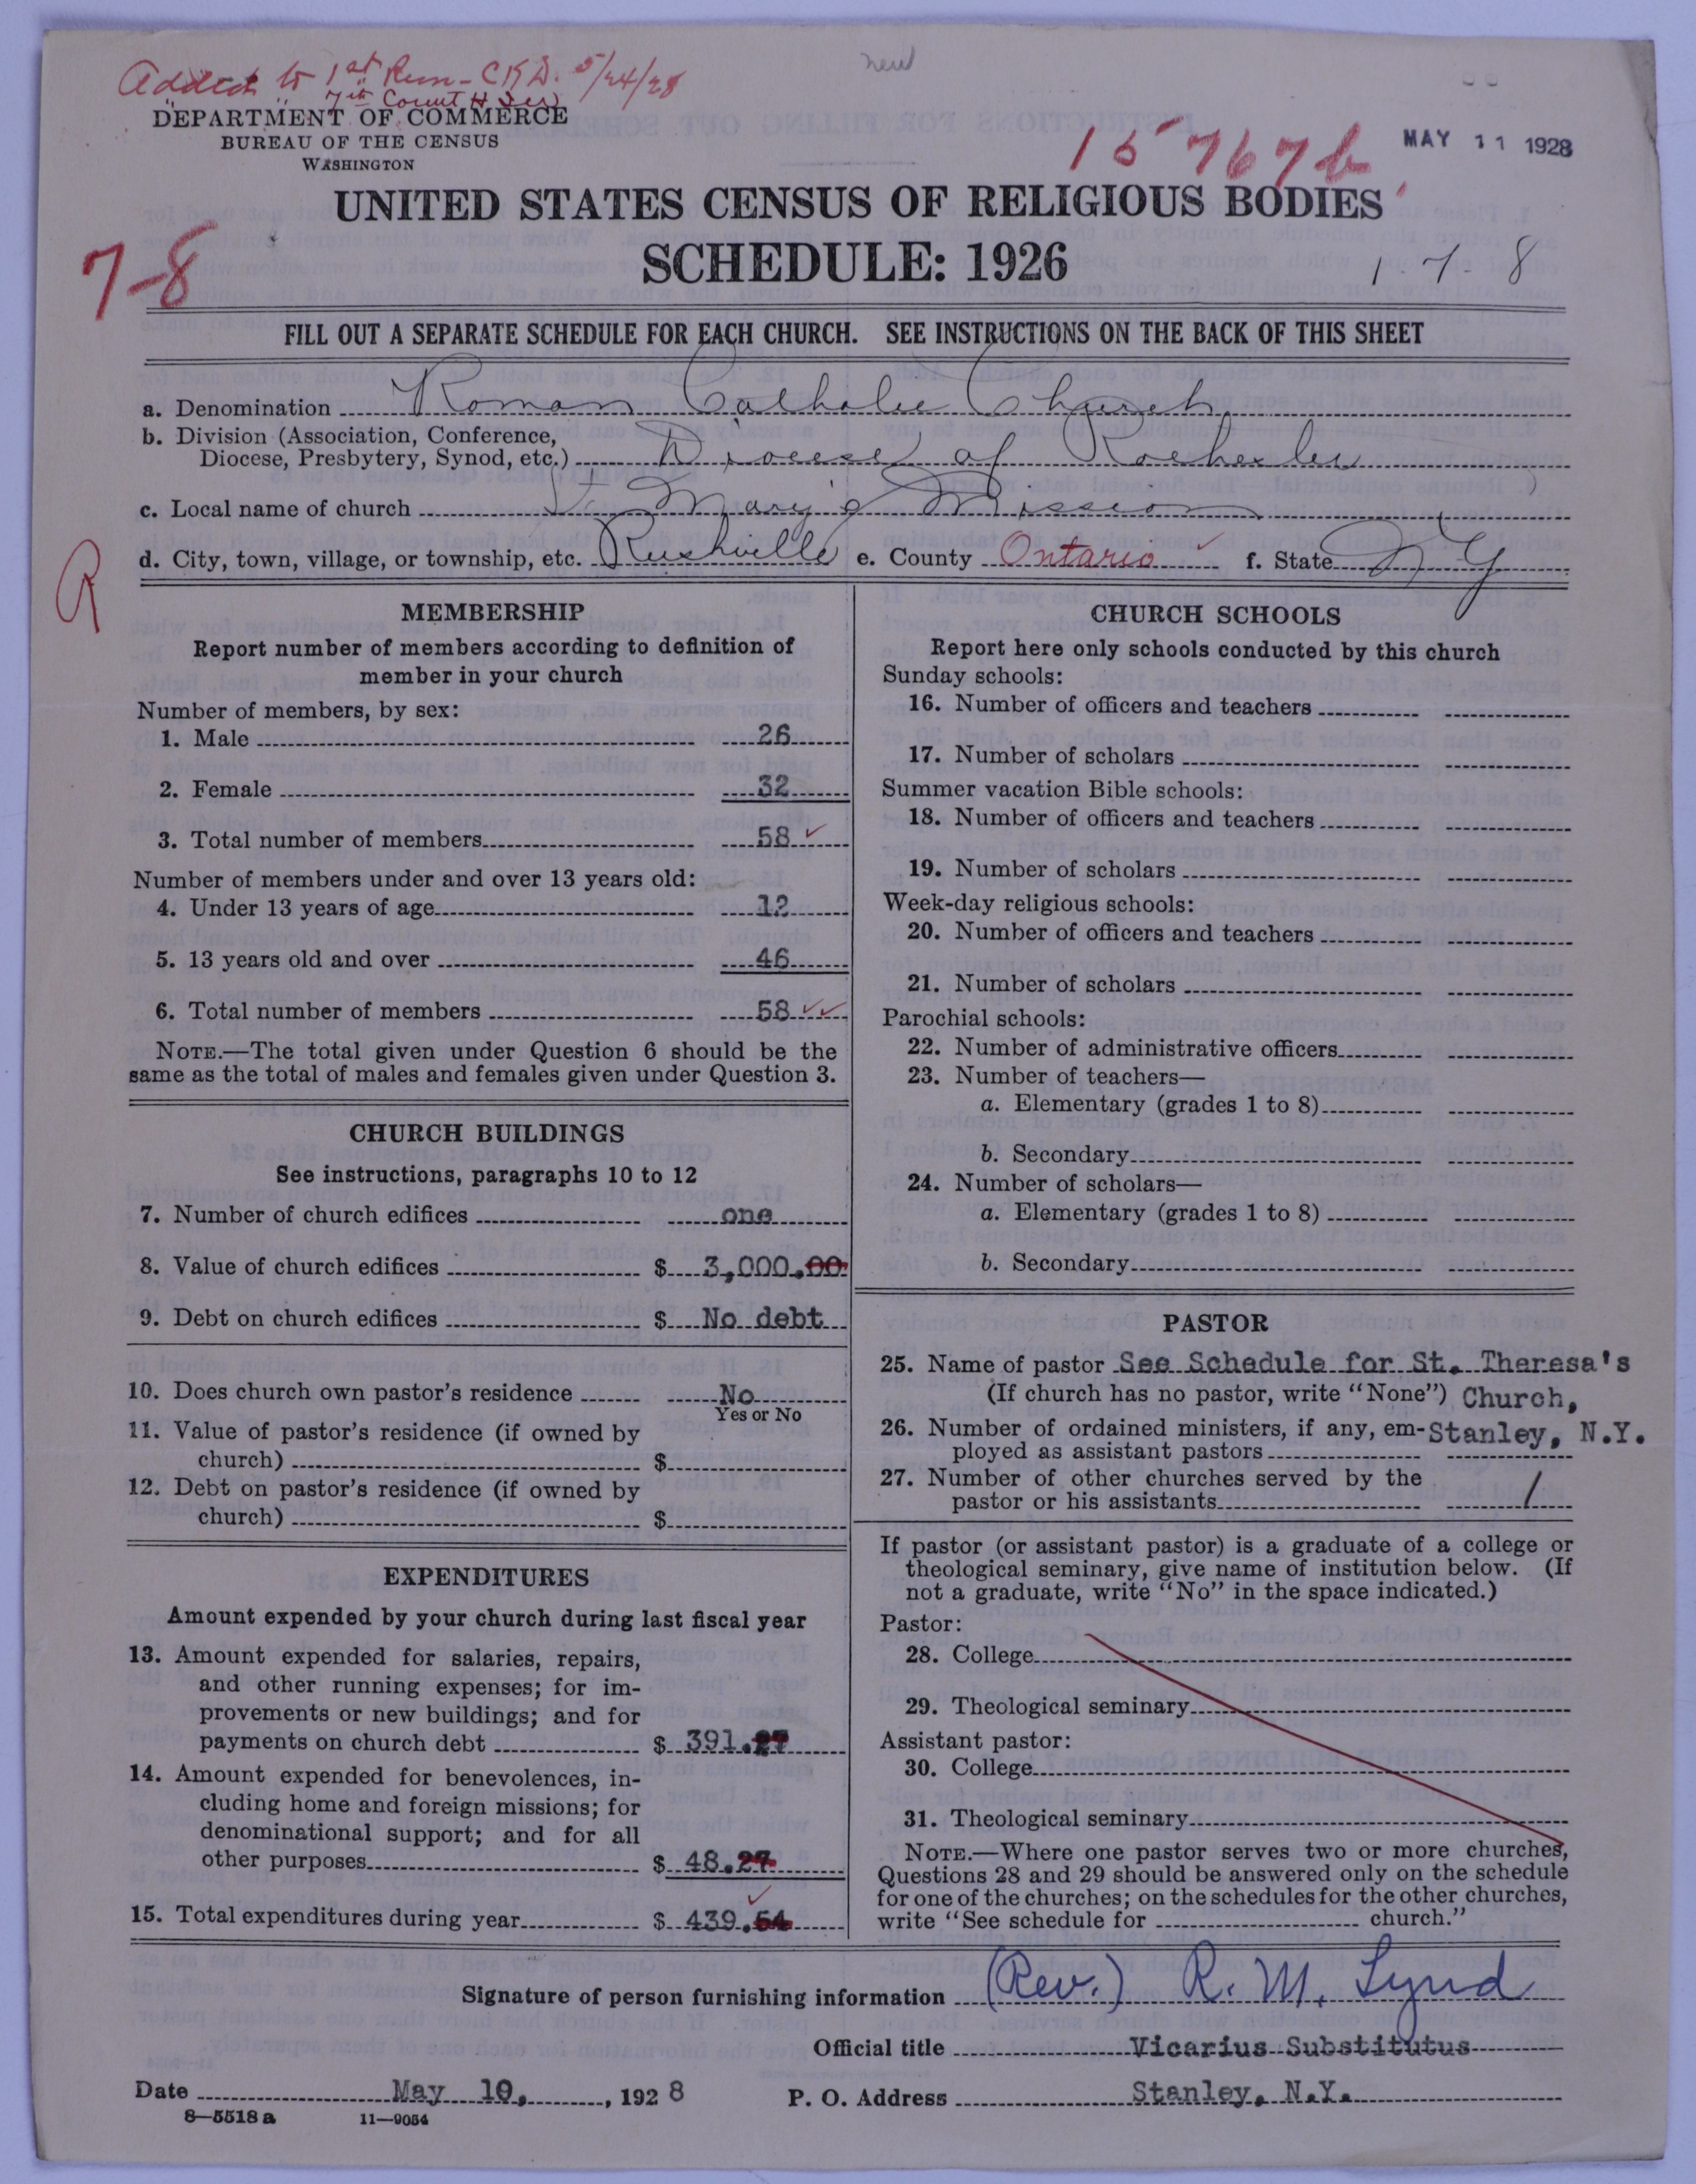 new
Added to 1st Run - C.K.D. 5/24/28
7th Count
DEPARTMENT OF COMMERCE
BUREAU OF THE CENSUS
WASHINGTON
15767b
MAY 11 1928
UNITED STATES CENSUS OF RELIGIOUS BODIES
7-8
SCHEDULE: 1926
1-7-8
FILL OUT A SEPARATE SCHEDULE FOR EACH CHURCH. SEE INSTRUCTIONS ON THE BACK OF THIS SHEET
a. Denomination Roman Catholic Church
b. Division (Association, Conference,
Diocese, Presbytery, Synod, etc.) Diocese of Rochester
c. Local name of church St. Mary's Mission
R
d. City, town, village, or township, etc. Rushville e. County Ontario f. State NY
MEMBERSHIP
Report number of members according to definition of
member in your church
Number of members, by sex:
1. Male 26
2. Female 32
3. Total number of members 58
Number of members under and over 13 years old:
4. Under 13 years of age 12
5. 13 years old and over 46
6. Total number of members 58
NOTE.—The total given under Question 6 should be the
same as the total of males and females given under Question 3.
CHURCH BUILDINGS
See instructions, paragraphs 10 to 12
7. Number of church edifices one
8. Value of church edifices $ 3,000.00
9. Debt on church edifices $ No debt
10. Does church own pastor's residence No
Yes or No
11. Value of pastor's residence (if owned by
church) $
12. Debt on pastor's residence (if owned by
church) $
EXPENDITURES
Amount expended by your church during last fiscal year
13. Amount expended for salaries, repairs,
and other running expenses; for im-
provements or new buildings; and for
payments on church debt $ 391.27
14. Amount expended for benevolences, in-
cluding home and foreign missions; for
denominational support; and for all
other purposes $ 48.27
15. Total expenditures during year $ 439.54
CHURCH SCHOOLS
Report here only schools conducted by this church
Sunday schools:
16. Number of officers and teachers
17. Number of scholars
Summer vacation Bible schools:
18. Number of officers and teachers
19. Number of scholars
Week-day religious schools:
20. Number of officers and teachers
21. Number of scholars
Parochial schools:
22. Number of administrative officers
23. Number of teachers—
a. Elementary (grades 1 to 8)
b. Secondary
24. Number of scholars—
a. Elementary (grades 1 to 8)
b. Secondary
PASTOR
25. Name of pastor See Schedule for St. Theresa's
(If church has no pastor, write "None") Church,
26. Number of ordained ministers, if any, em- Stanley, N.Y.
ployed as assistant pastors
27. Number of other churches served by the
pastor or his assistants 1
If pastor (or assistant pastor) is a graduate of a college or
theological seminary, give name of institution below. (If
not a graduate, write "No" in the space indicated.)
Pastor:
28. College
29. Theological seminary
Assistant pastor:
30. College
31. Theological seminary
NOTE.—Where one pastor serves two or more churches,
Questions 28 and 29 should be answered only on the schedule
for one of the churches; on the schedules for the other churches,
write "See schedule for church."
Signature of person furnishing information (Rev.) R. M. Lynd
Official title Vicarius Substitutus
Date May 10, 1928 P. O. Address Stanley, N.Y.
8—5518 a 11—9054